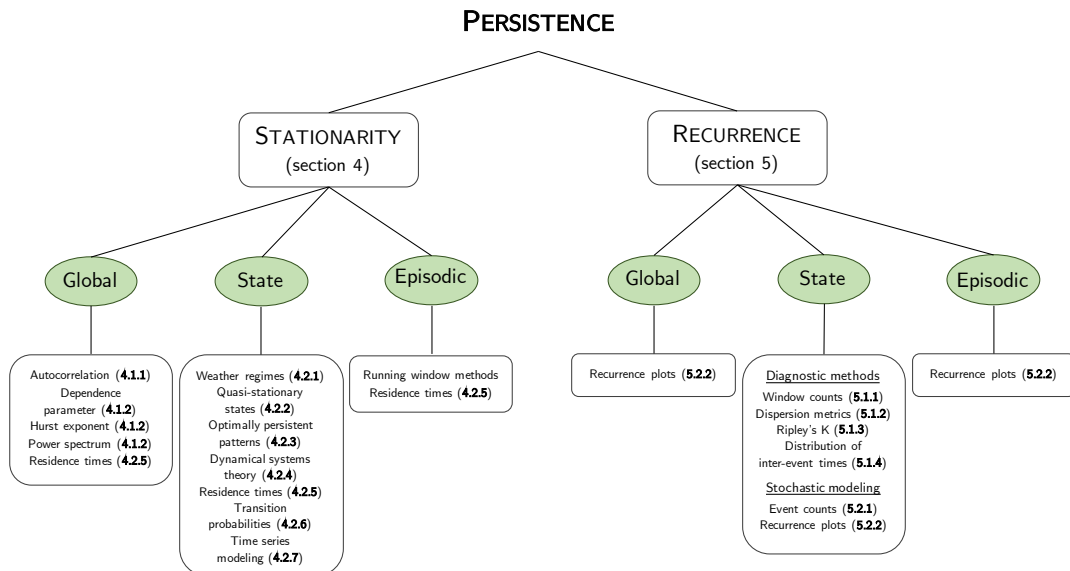 PERSISTENCE
STATIONARITY
(section 4)
RECURRENCE
(section 5)
Global
State
Episodic
Global
State
Episodic
Autocorrelation (4.1.1)
Dependence
parameter (4.1.2)
Hurst exponent (4.1.2)
Power spectrum (4.1.2)
Residence times (4.2.5)
Weather regimes (4.2.1)
Quasi-stationary
states (4.2.2)
Optimally persistent
patterns (4.2.3)
Dynamical systems
theory (4.2.4)
Residence times (4.2.5)
Transition
probabilities (4.2.6)
Time series
modeling (4.2.7)
Running window methods
Residence times (4.2.5)
Recurrence plots (5.2.2)
Diagnostic methods
Window counts (5.1.1)
Dispersion metrics (5.1.2)
Ripley's K (5.1.3)
Distribution of
inter-event times (5.1.4)
Stochastic modeling
Event counts (5.2.1)
Recurrence plots (5.2.2)
Recurrence plots (5.2.2)